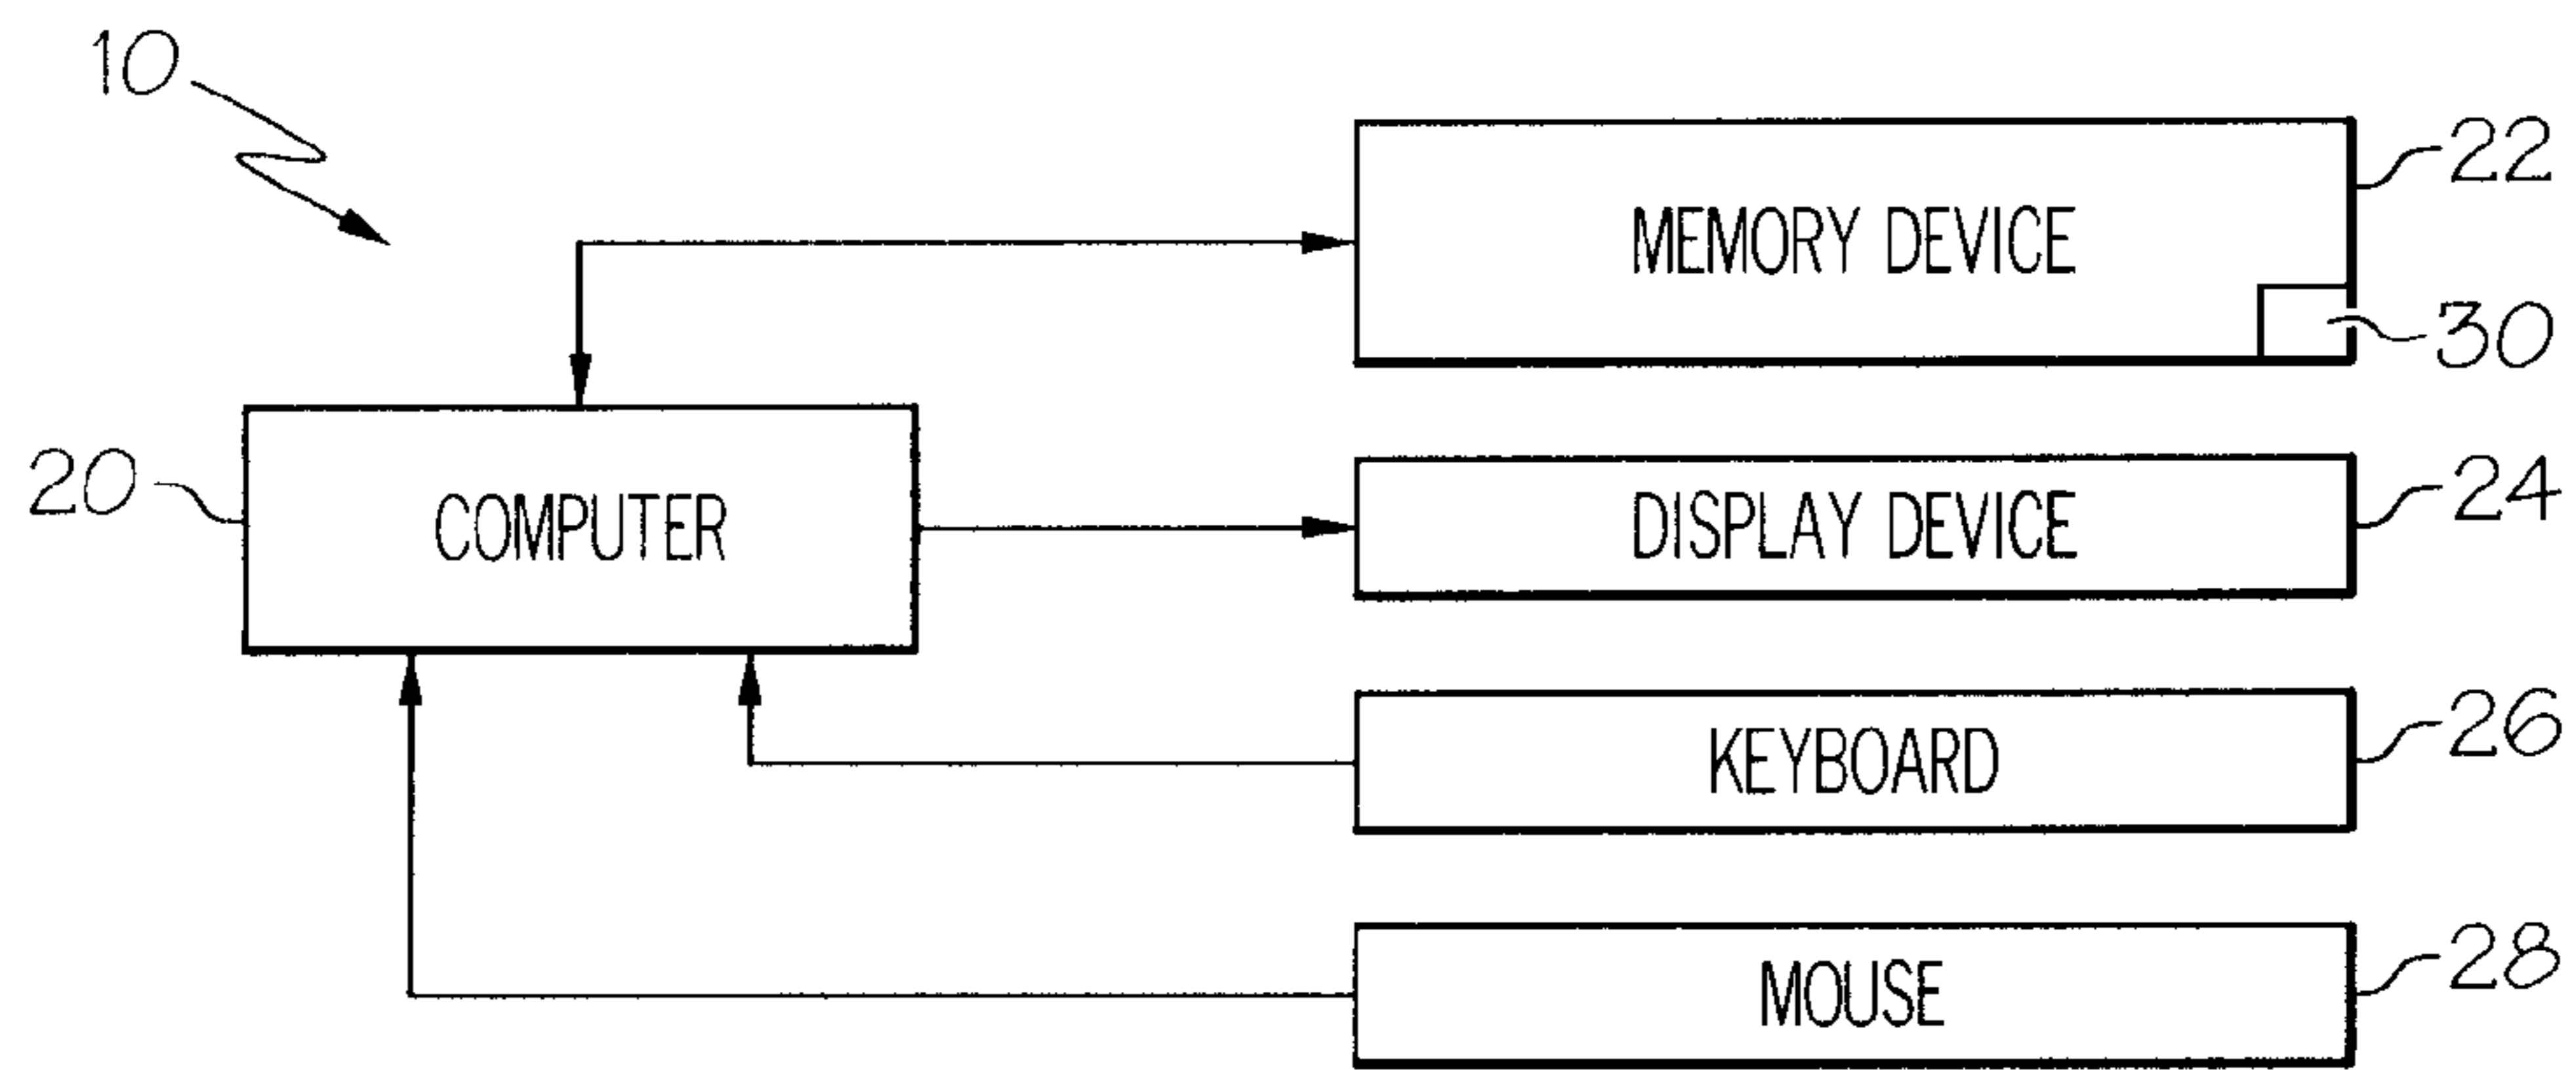 10
22
MEMORY DEVICE
30
20
COMPUTER
DISPLAY DEVICE
24
KEYBOARD
26
MOUSE
28